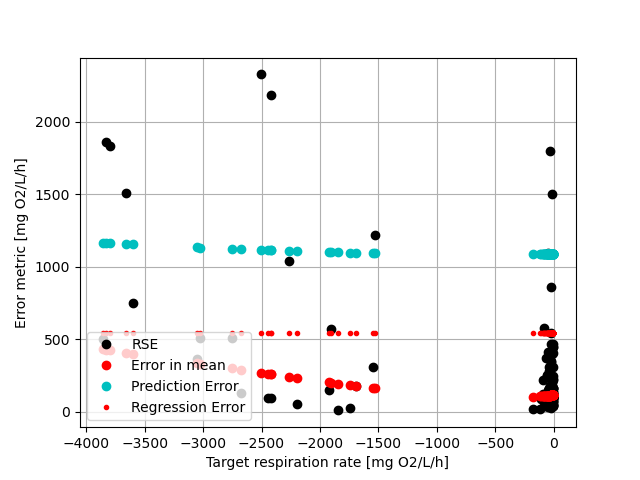 Error metric [mg O2/L/h]
2000
1500
1000
500
0
RSE
Error in mean
Prediction Error
Regression Error
−4000 −3500 −3000 −2500 −2000 −1500 −1000 −500 0
Target respiration rate [mg O2/L/h]